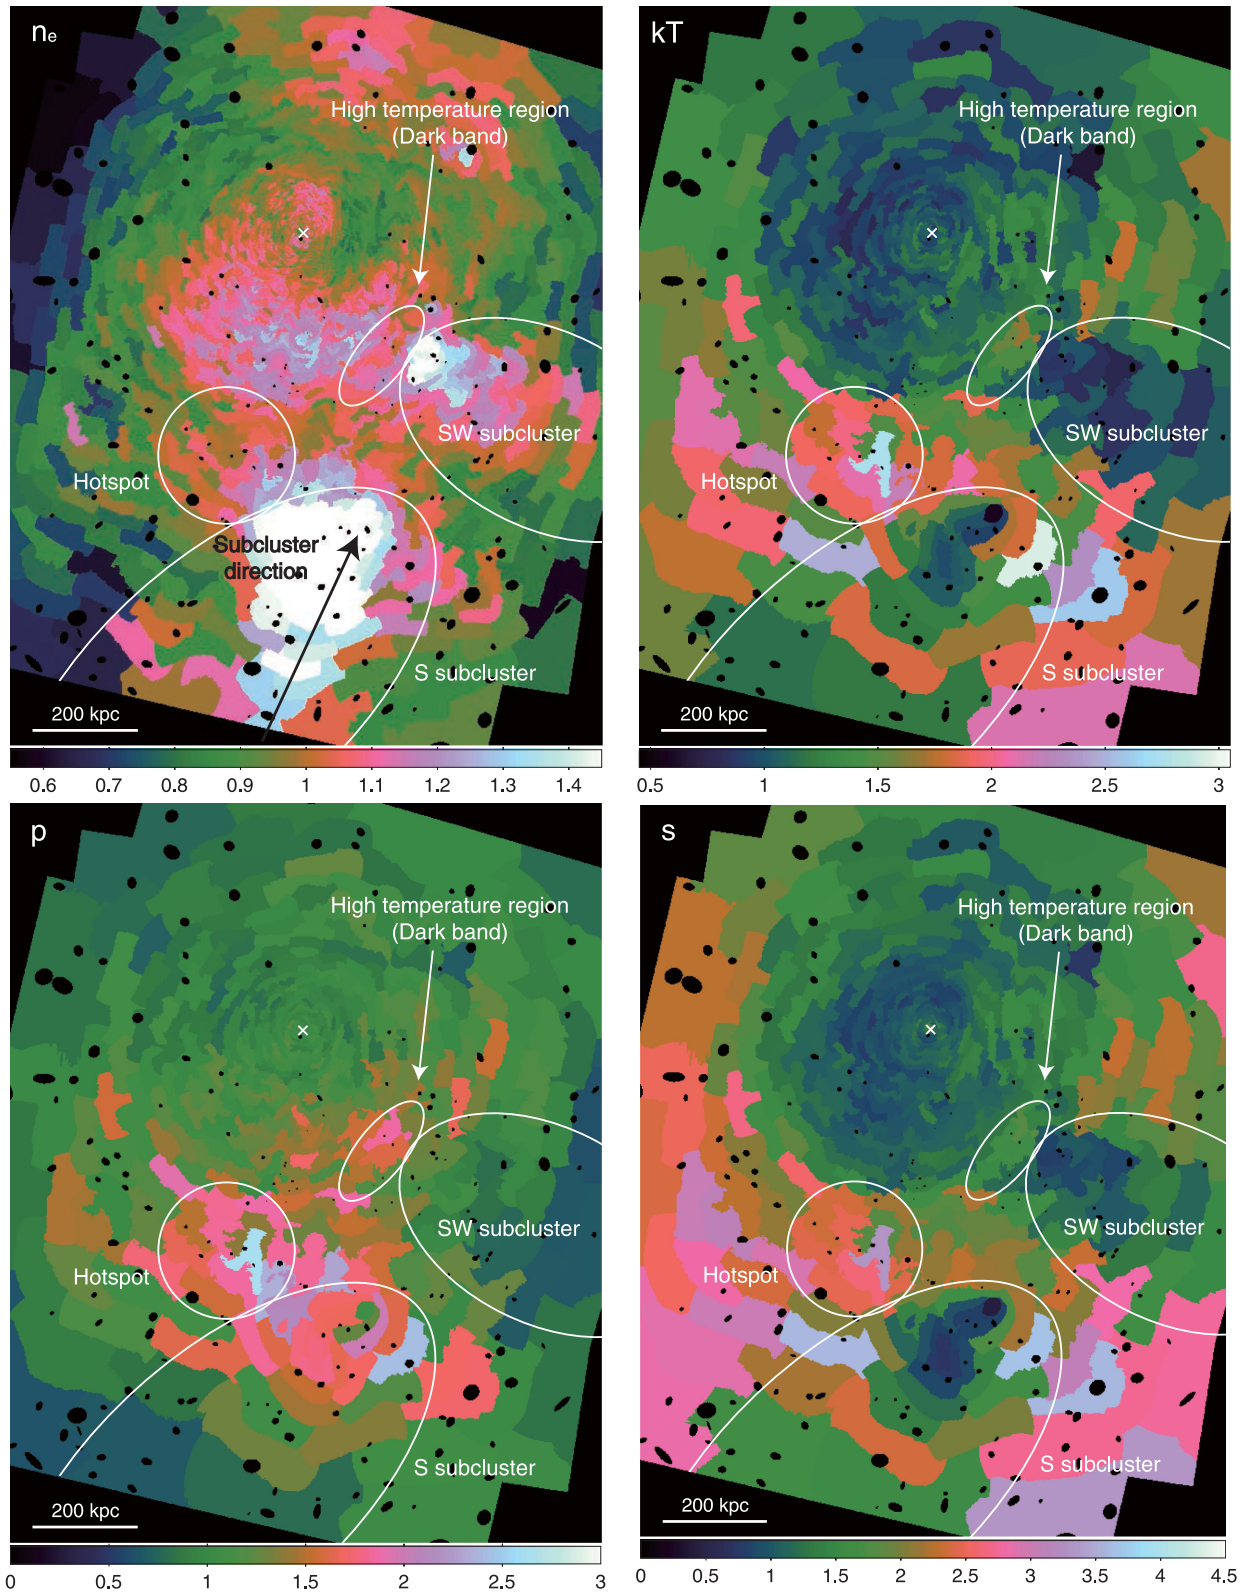 nₑ
High temperature region
(Dark band)
SW subcluster
Hotspot
Subcluster
direction
S subcluster
200 kpc
0.6 0.7 0.8 0.9 1 1.1 1.2 1.3 1.4
kT
High temperature region
(Dark band)
SW subcluster
Hotspot
S subcluster
200 kpc
0.5 1 1.5 2 2.5 3
p
High temperature region
(Dark band)
SW subcluster
Hotspot
S subcluster
200 kpc
0 0.5 1 1.5 2 2.5 3
s
High temperature region
(Dark band)
SW subcluster
Hotspot
S subcluster
200 kpc
0 0.5 1 1.5 2 2.5 3 3.5 4 4.5